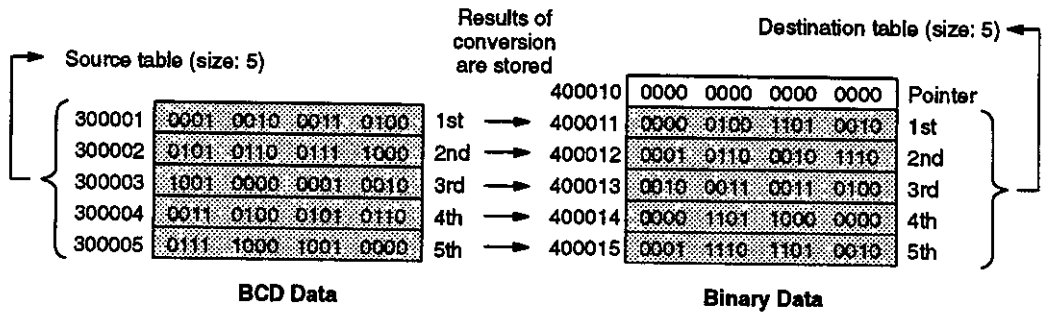 Results of
conversion
are stored
Destination table (size: 5)
Source table (size: 5)
400010 0000 0000 0000 0000 Pointer
300001 0001 0010 0011 0100 1st 400011 0000 0100 1101 0010 1st
300002 0101 0110 0111 1000 2nd 400012 0001 0110 0010 1110 2nd
300003 1001 0000 0001 0010 3rd 400013 0010 0011 0011 0100 3rd
300004 0011 0100 0101 0110 4th 400014 0000 1101 1000 0000 4th
300005 0111 1000 1001 0000 5th 400015 0001 1110 1101 0010 5th
BCD Data
Binary Data